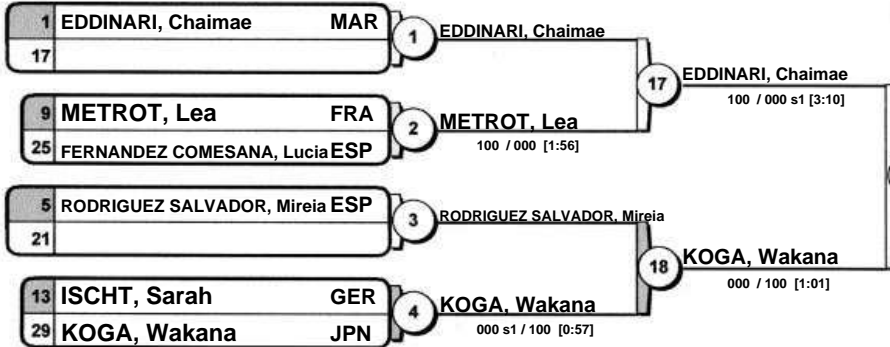 1 EDDINARI, Chaimae MAR
17
1
EDDINARI, Chaimae
9 METROT, Lea FRA
25 FERNANDEZ COMESANA, Lucia ESP
2
METROT, Lea
100 / 000 [1:56]
17
EDDINARI, Chaimae
100 / 000 s1 [3:10]
5 RODRIGUEZ SALVADOR, Mireia ESP
21
3
RODRIGUEZ SALVADOR, Mireia
13 ISCHT, Sarah GER
29 KOGA, Wakana JPN
4
KOGA, Wakana
000 s1 / 100 [0:57]
18
KOGA, Wakana
000 / 100 [1:01]